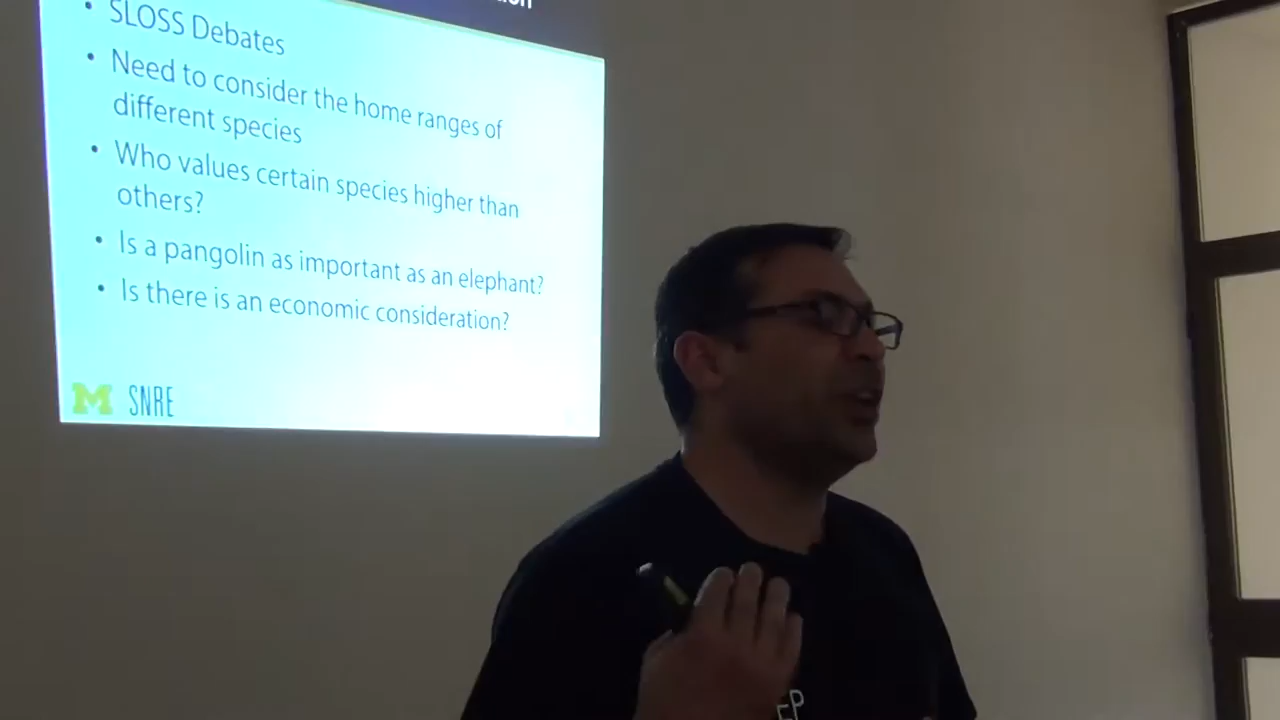 • SLOSS Debates
• Need to consider the home ranges of
different species
• Who values certain species higher than
others?
• Is a pangolin as important as an elephant?
• Is there is an economic consideration?
M SNRE
EP